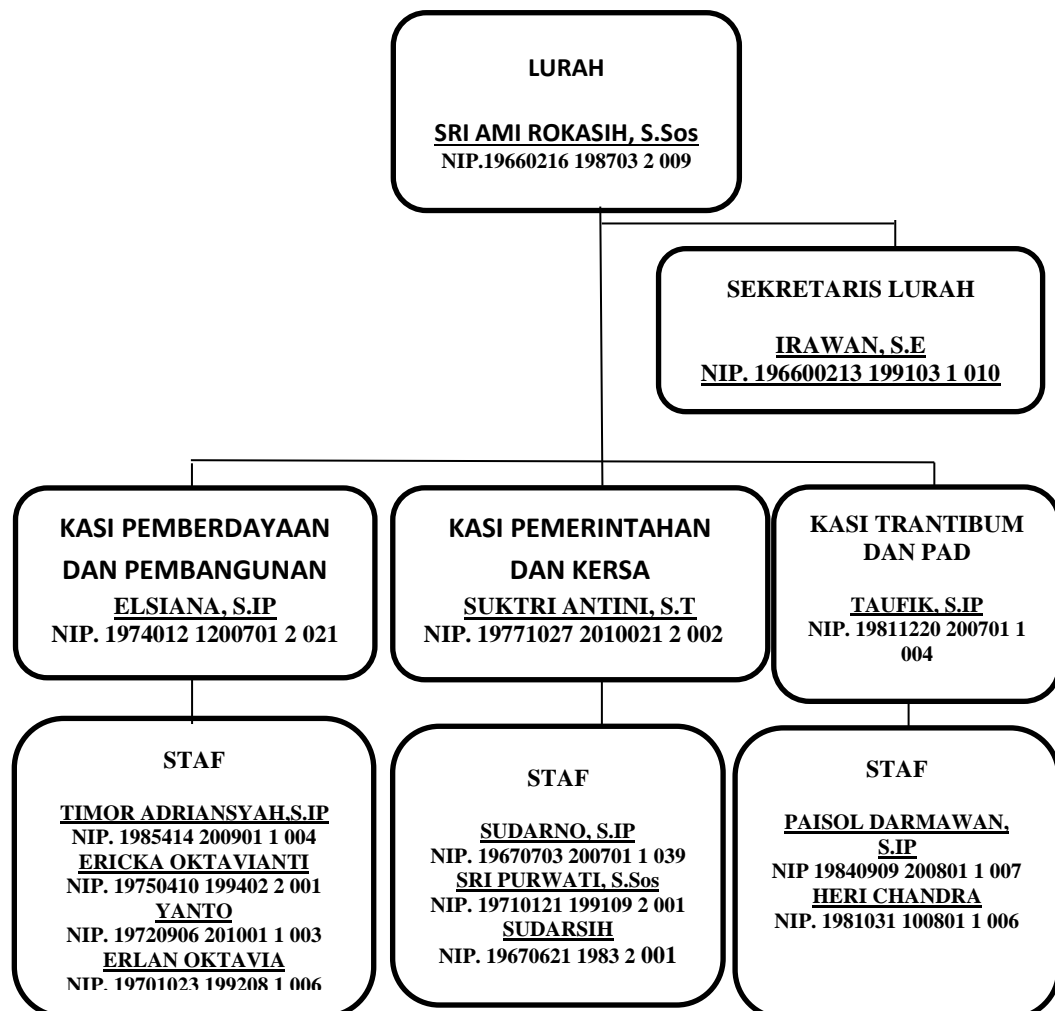 LURAH
SRI AMI ROKASIH, S.Sos
NIP.19660216 198703 2 009
SEKRETARIS LURAH
IRAWAN, S.E
NIP. 196600213 199103 1 010
KASI PEMBERDAYAAN
DAN PEMBANGUNAN
ELSIANA, S.IP
NIP. 1974012 1200701 2 021
KASI PEMERINTAHAN
DAN KERSA
SUKTRI ANTINI, S.T
NIP. 19771027 2010021 2 002
KASI TRANTIBUM
DAN PAD
TAUFIK, S.IP
NIP. 19811220 200701 1
004
STAF
TIMOR ADRIANSYAH,S.IP
NIP. 1985414 200901 1 004
ERICKA OKTAVIANTI
NIP. 19750410 199402 2 001
YANTO
NIP. 19720906 201001 1 003
ERLAN OKTAVIA
NIP. 19701023 199208 1 006
STAF
SUDARNO, S.IP
NIP. 19670703 200701 1 039
SRI PURWATI, S.Sos
NIP. 19710121 199109 2 001
SUDARSIH
NIP. 19670621 1983 2 001
STAF
PAISOL DARMAWAN,
S.IP
NIP 19840909 200801 1 007
HERI CHANDRA
NIP. 1981031 100801 1 006